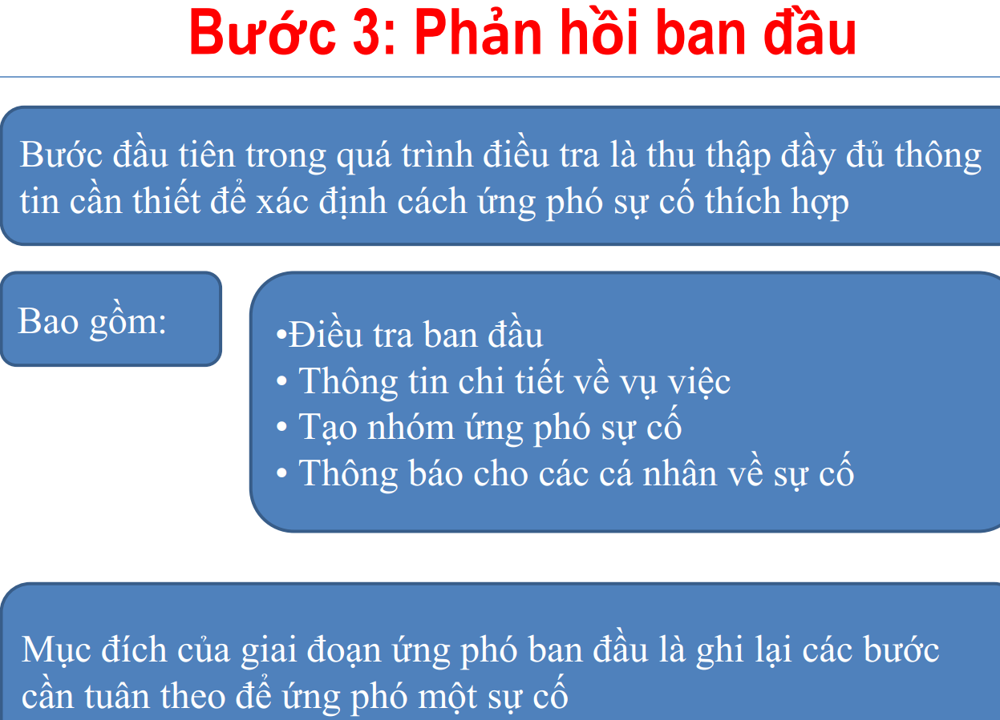 Bước 3: Phản hồi ban đầu
Bước đầu tiên trong quá trình điều tra là thu thập đầy đủ thông
tin cần thiết để xác định cách ứng phó sự cố thích hợp
Bao gồm:
•Điều tra ban đầu
• Thông tin chi tiết về vụ việc
• Tạo nhóm ứng phó sự cố
• Thông báo cho các cá nhân về sự cố
Mục đích của giai đoạn ứng phó ban đầu là ghi lại các bước
cần tuân theo để ứng phó một sự cố